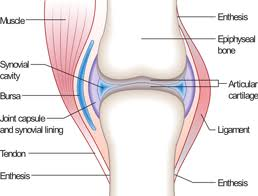 Muscle
Synovial
cavity
Bursa
Joint capsule
and synovial lining
Tendon
Enthesis
Enthesis
Epiphyseal
bone
Articular
cartilage
Ligament
Enthesis